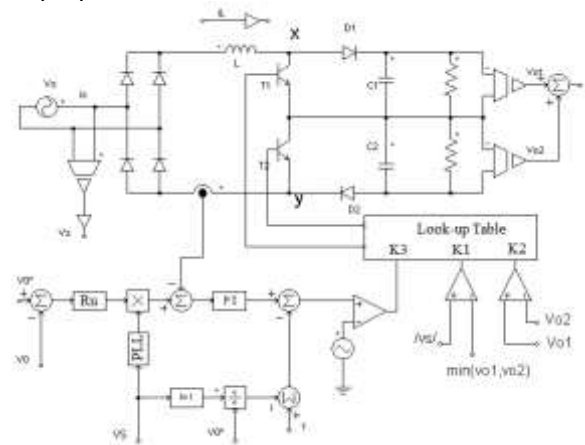 iL
X
D1
L
Vs
is
T1
C1
Vo1
T2
C2
Vo2
y
D2
Vs
Look-up Table
K3 K1 K2
Vo*
PI
/vs/
Vo2
Vo1
min(vo1,vo2)
PLL
Vo
Vs
Vo*
1